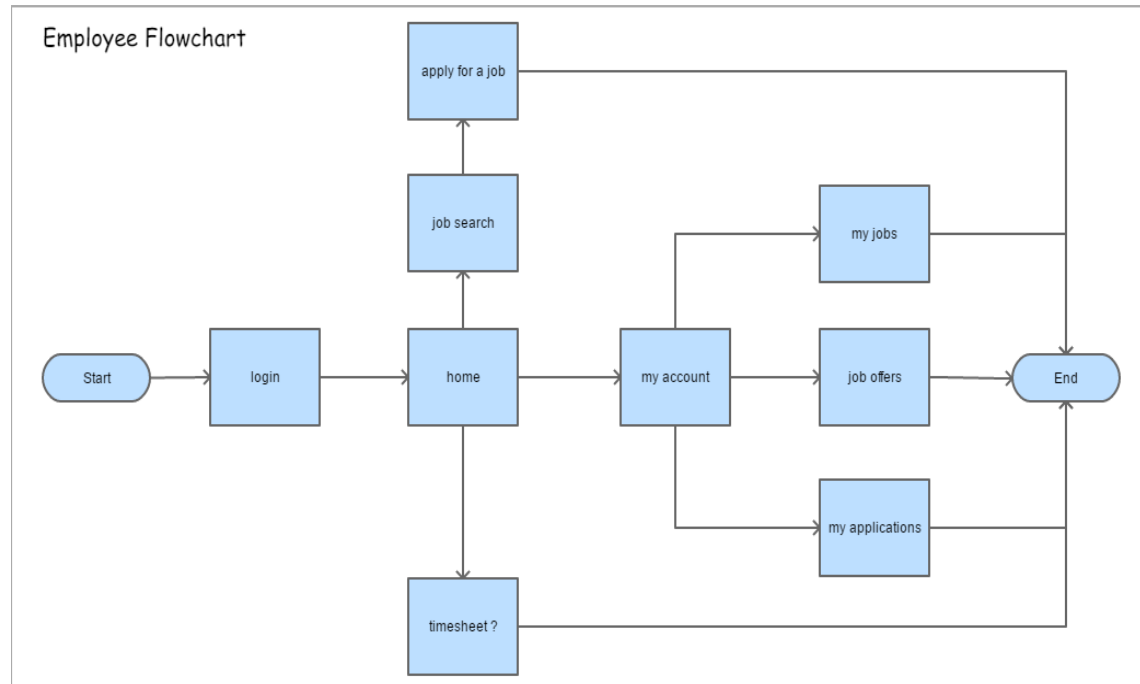 Employee Flowchart
apply for a job
job search
my jobs
Start
login
home
my account
job offers
End
my applications
timesheet ?